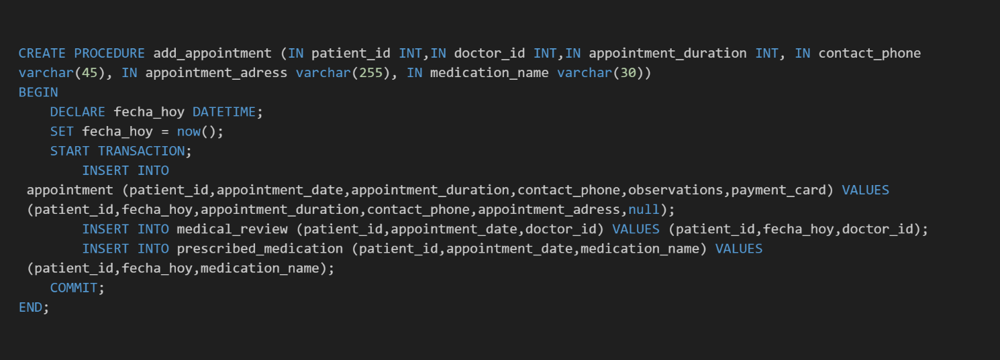 CREATE PROCEDURE add_appointment (IN patient_id INT,IN doctor_id INT,IN appointment_duration INT, IN contact_phone
varchar(45), IN appointment_adress varchar(255), IN medication_name varchar(30))
BEGIN
    DECLARE fecha_hoy DATETIME;
    SET fecha_hoy = now();
    START TRANSACTION;
        INSERT INTO
 appointment (patient_id,appointment_date,appointment_duration,contact_phone,observations,payment_card) VALUES
 (patient_id,fecha_hoy,appointment_duration,contact_phone,appointment_adress,null);
        INSERT INTO medical_review (patient_id,appointment_date,doctor_id) VALUES (patient_id,fecha_hoy,doctor_id);
        INSERT INTO prescribed_medication (patient_id,appointment_date,medication_name) VALUES
 (patient_id,fecha_hoy,medication_name);
    COMMIT;
END;